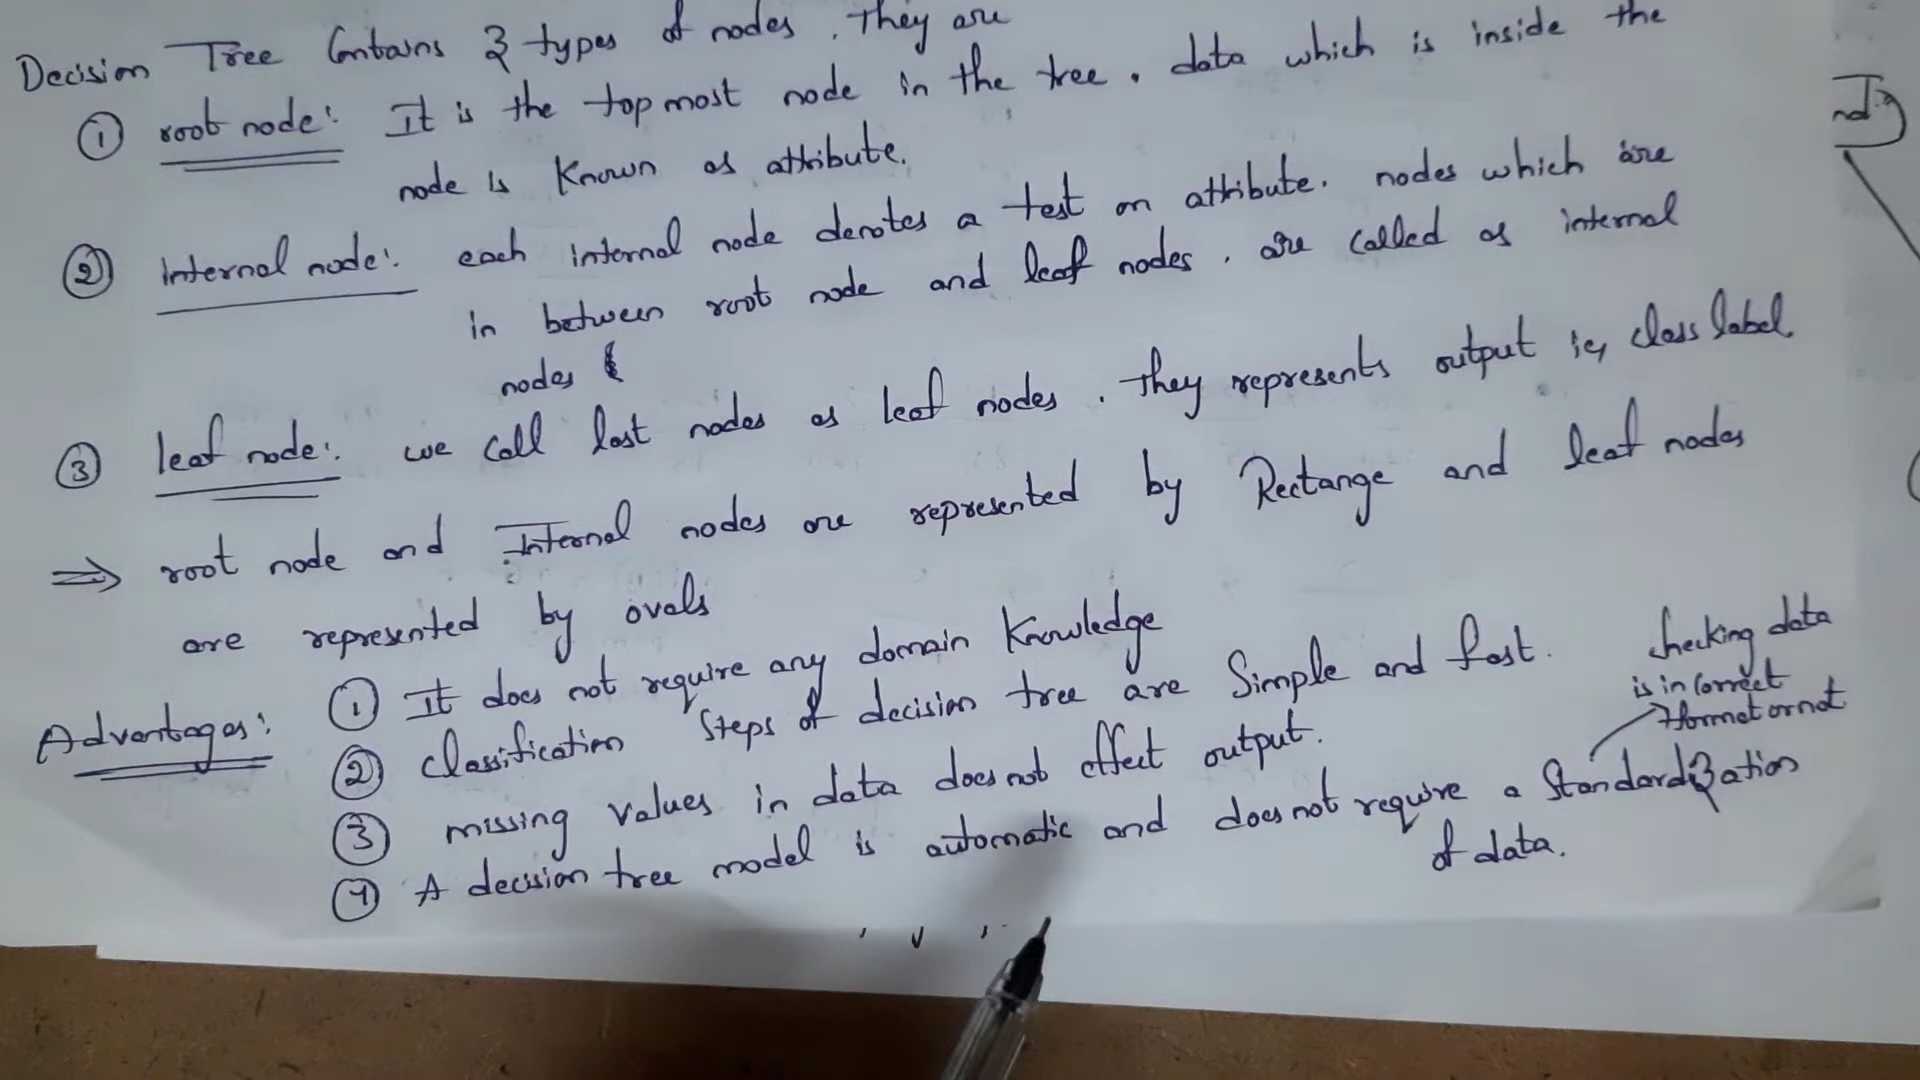 Decision Tree Contains 3 types of nodes. They are
① root node: It is the top most node in the tree. data which is inside the
node is Known as attribute.
② internal node: each internal node denotes a test on attribute. nodes which are
in between root node and leaf nodes, are called as internal
nodes
③ leaf node: we call last nodes as leaf nodes. They represents output ie, class label.
⇒ root node and Internal nodes are represented by Rectange and leaf nodes
are represented by ovals
Advantages: ① It does not require any domain Knowledge
② classification steps of decision tree are Simple and fast.
③ missing values in data does not effect output.
④ A decision tree model is automatic and does not require a Standardization
of data.
checking data
is in correct
format or not